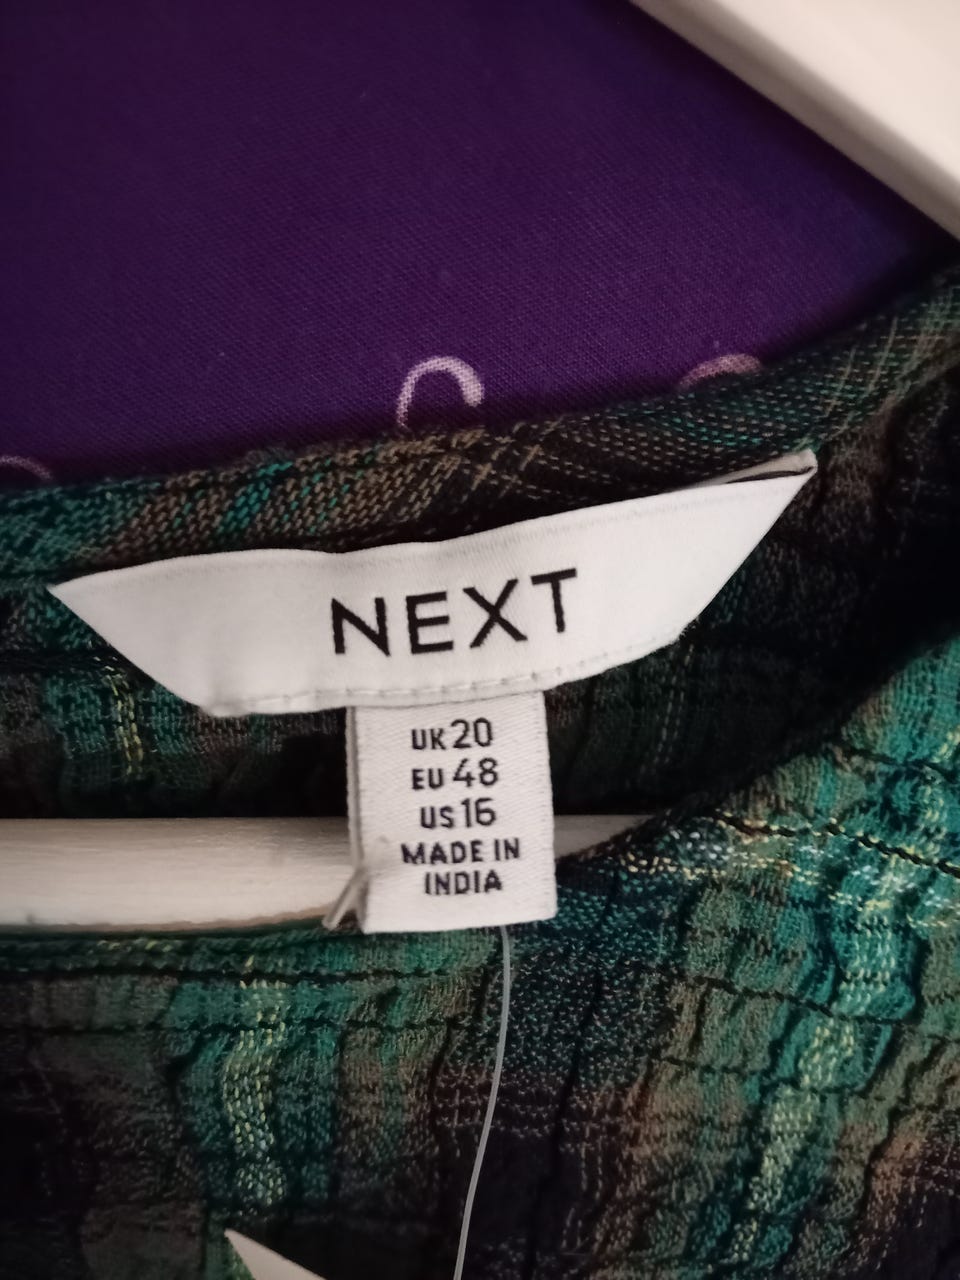 NEXT
UK 20
EU 48
US 16
MADE IN
INDIA